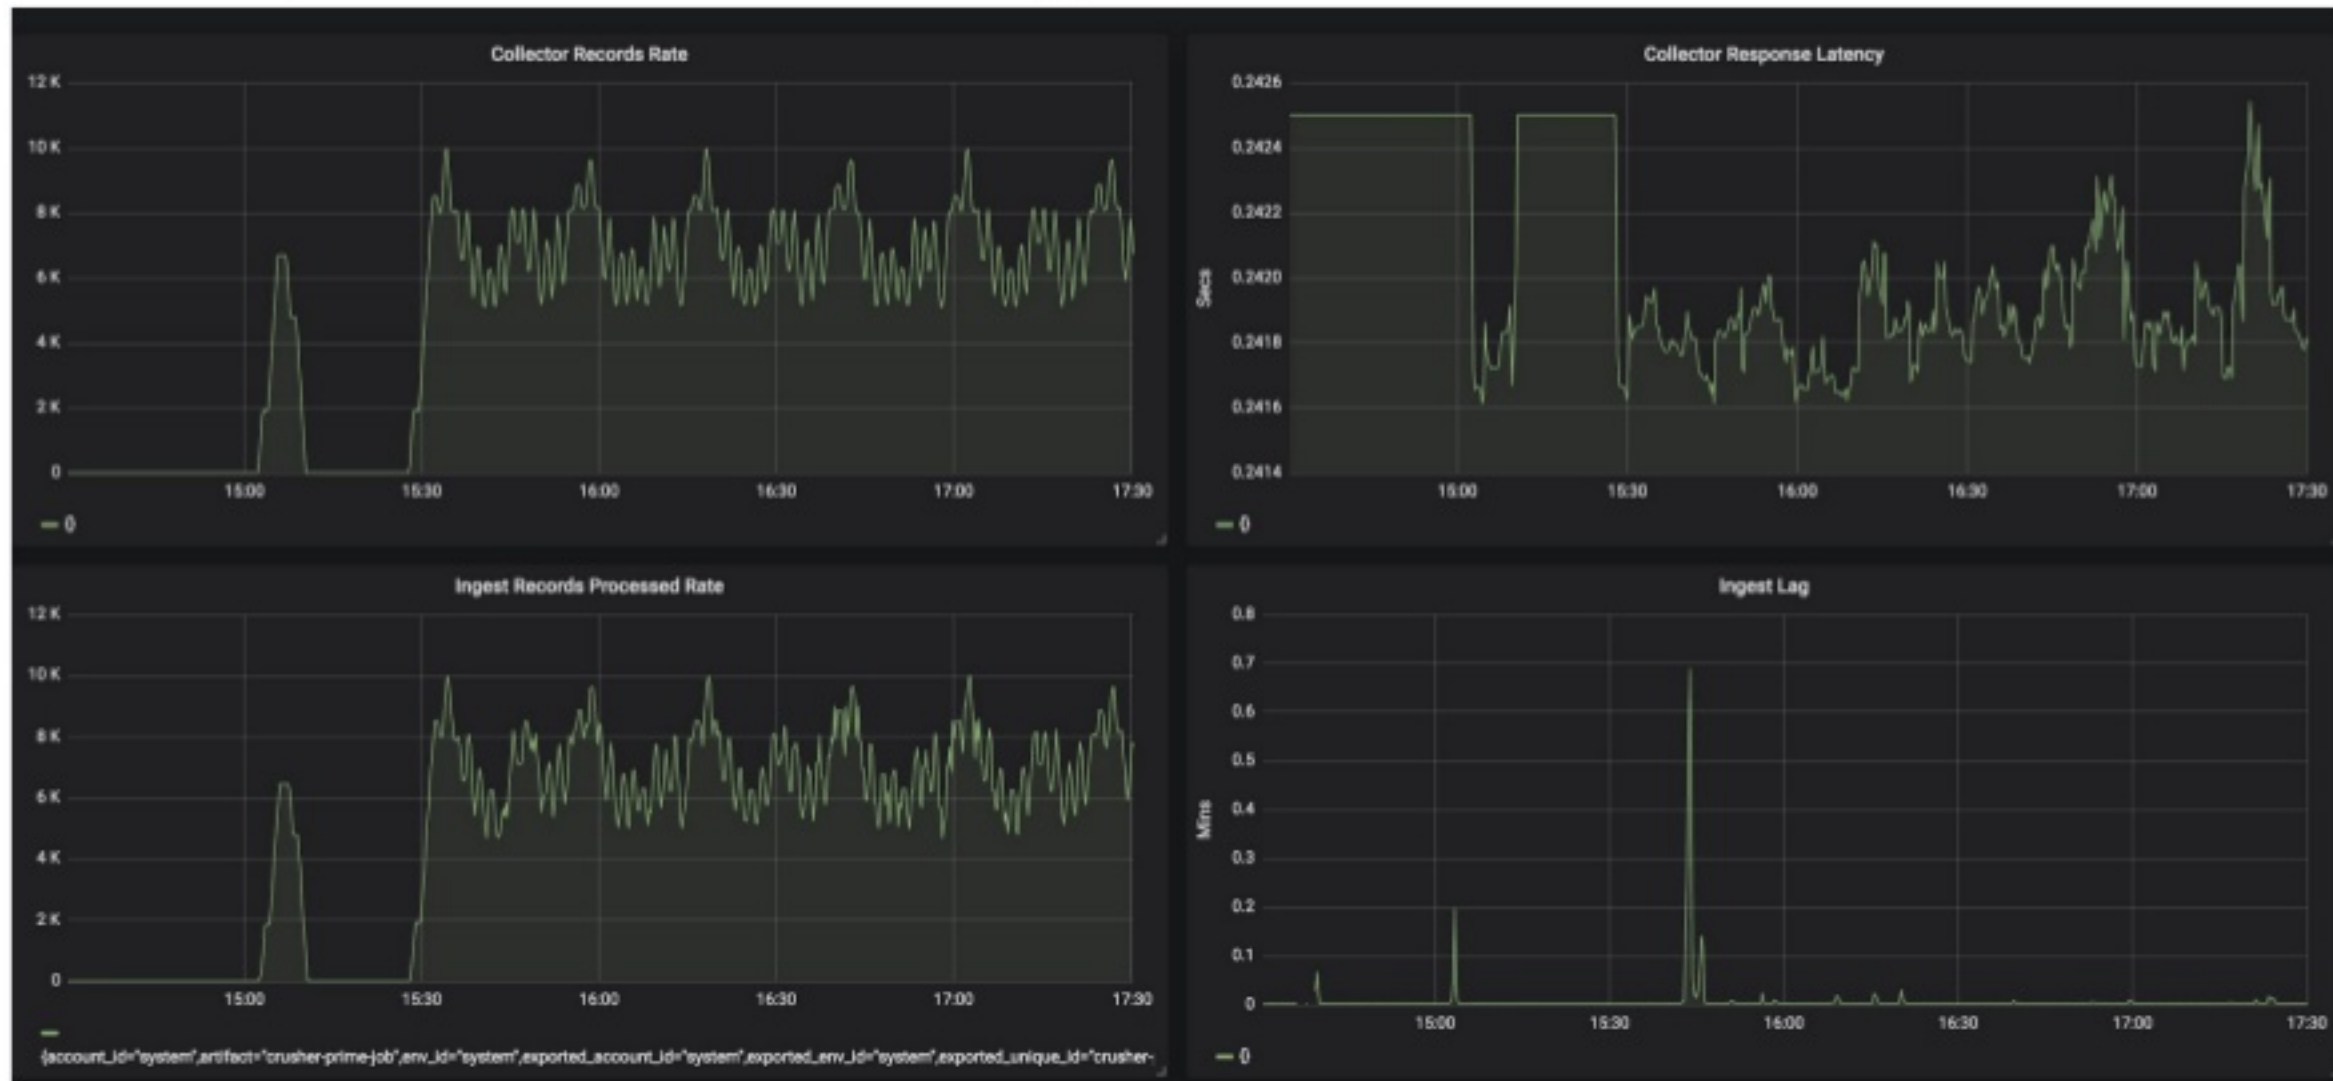 Collector Records Rate
12 K
10 K
8 K
6 K
4 K
2 K
0
15:00 15:30 16:00 16:30 17:00 17:30
0
Collector Response Latency
Secs
0.2426
0.2424
0.2422
0.2420
0.2418
0.2416
0.2414
15:00 15:30 16:00 16:30 17:00 17:30
0
Ingest Records Processed Rate
12 K
10 K
8 K
6 K
4 K
2 K
0
15:00 15:30 16:00 16:30 17:00 17:30
{account_id="system",artifact="crusher-prime-job",env_id="system",exported_account_id="system",exported_env_id="system",exported_unique_id="crusher-
Ingest Lag
Mins
0.8
0.7
0.6
0.5
0.4
0.3
0.2
0.1
0
15:00 15:30 16:00 16:30 17:00 17:30
0